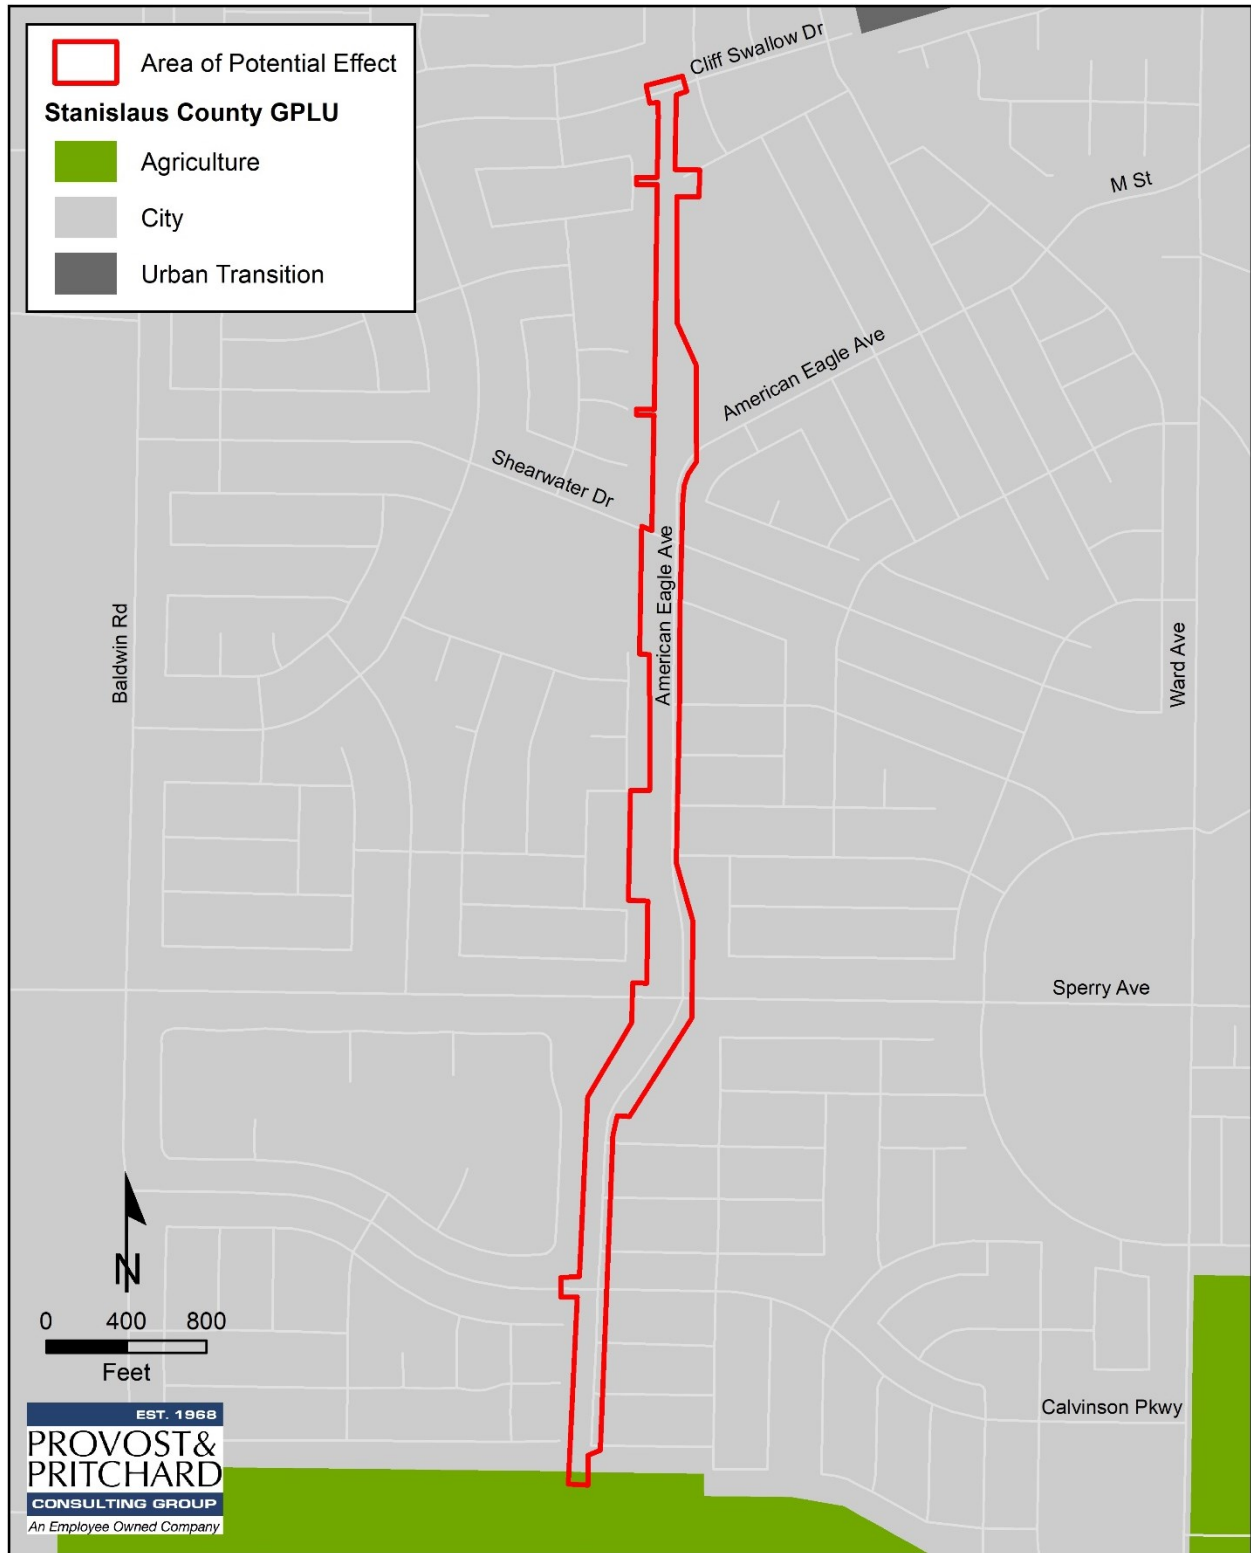 Area of Potential Effect
Stanislaus County GPLU
Agriculture
City
Urban Transition
Cliff Swallow Dr
M St
American Eagle Ave
Shearwater Dr
American Eagle Ave
Baldwin Rd
Ward Ave
Sperry Ave
N
0 400 800
Feet
Calvinson Pkwy
EST. 1968
PROVOST&
PRITCHARD
CONSULTING GROUP
An Employee Owned Company